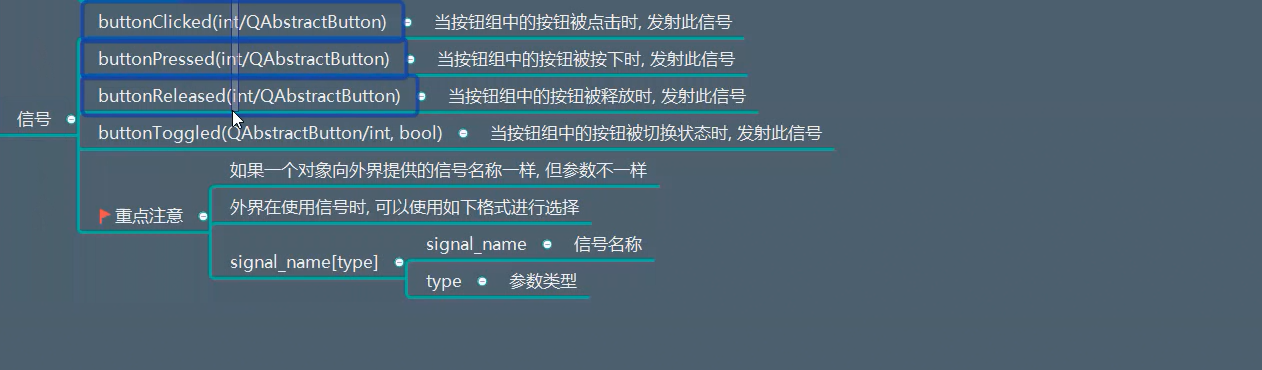 buttonClicked(int/QAbstractButton) 当按钮组中的按钮被点击时, 发射此信号
buttonPressed(int/QAbstractButton) 当按钮组中的按钮被按下时, 发射此信号
buttonReleased(int/QAbstractButton) 当按钮组中的按钮被释放时, 发射此信号
信号
buttonToggled(QAbstractButton/int, bool) 当按钮组中的按钮被切换状态时, 发射此信号
如果一个对象向外界提供的信号名称一样, 但参数不一样
外界在使用信号时, 可以使用如下格式进行选择
重点注意
signal_name 信号名称
signal_name[type]
type 参数类型